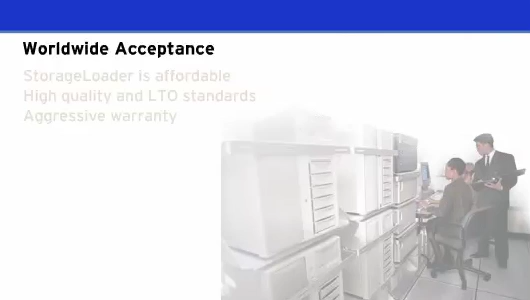 Worldwide Acceptance
StorageLoader is affordable
High quality and LTO standards
Aggressive warranty